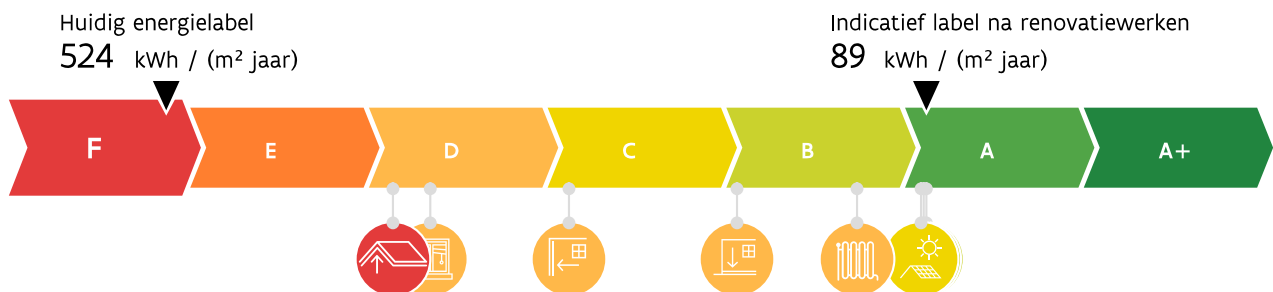 Huidig energielabel
524 kWh / (m² jaar)
Indicatief label na renovatiewerken
89 kWh / (m² jaar)
F
E
D
C
B
A
A+